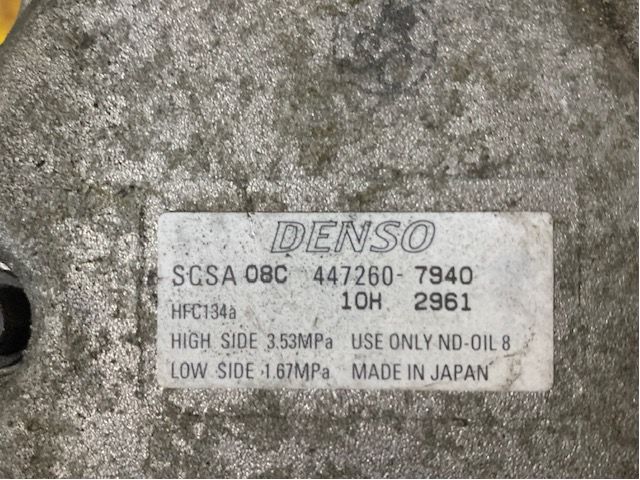 DENSO
SCSA 08C 447260-7940
HFC134a 10H 2961
HIGH SIDE 3.53MPa USE ONLY ND-OIL 8
LOW SIDE 1.67MPa MADE IN JAPAN